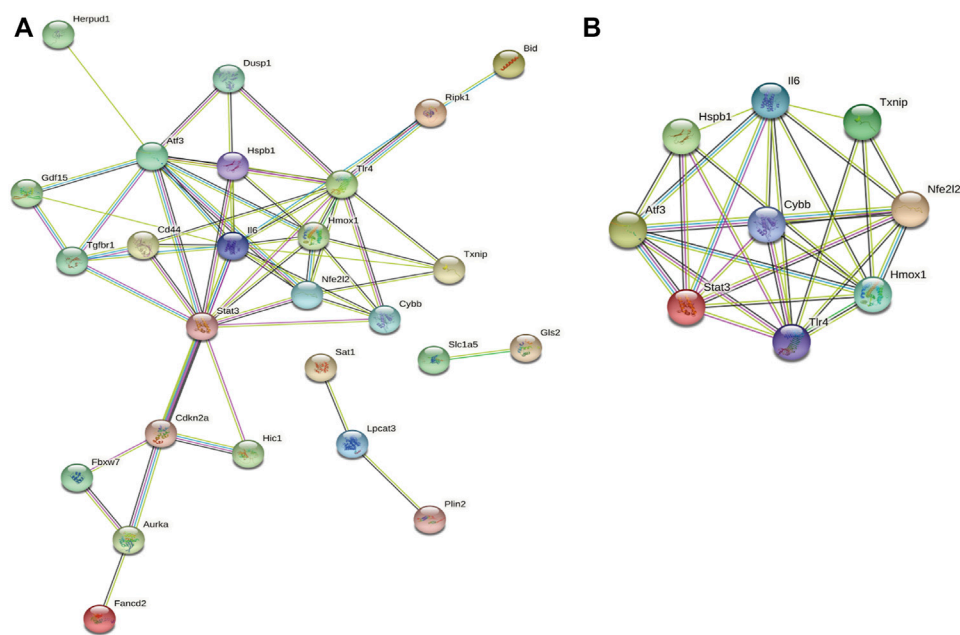 A
Herpud1
Dusp1
Bid
Ripk1
Atf3
Hspb1
Tlr4
Gdf15
Cd44
Il6
Hmox1
Tgfbr1
Txnip
Nfe2l2
Stat3
Cybb
Sat1
Slc1a5
Gls2
Cdkn2a
Lpcat3
Hic1
Fbxw7
Plin2
Aurka
Fancd2
B
Il6
Hspb1
Txnip
Atf3
Cybb
Nfe2l2
Stat3
Hmox1
Tlr4